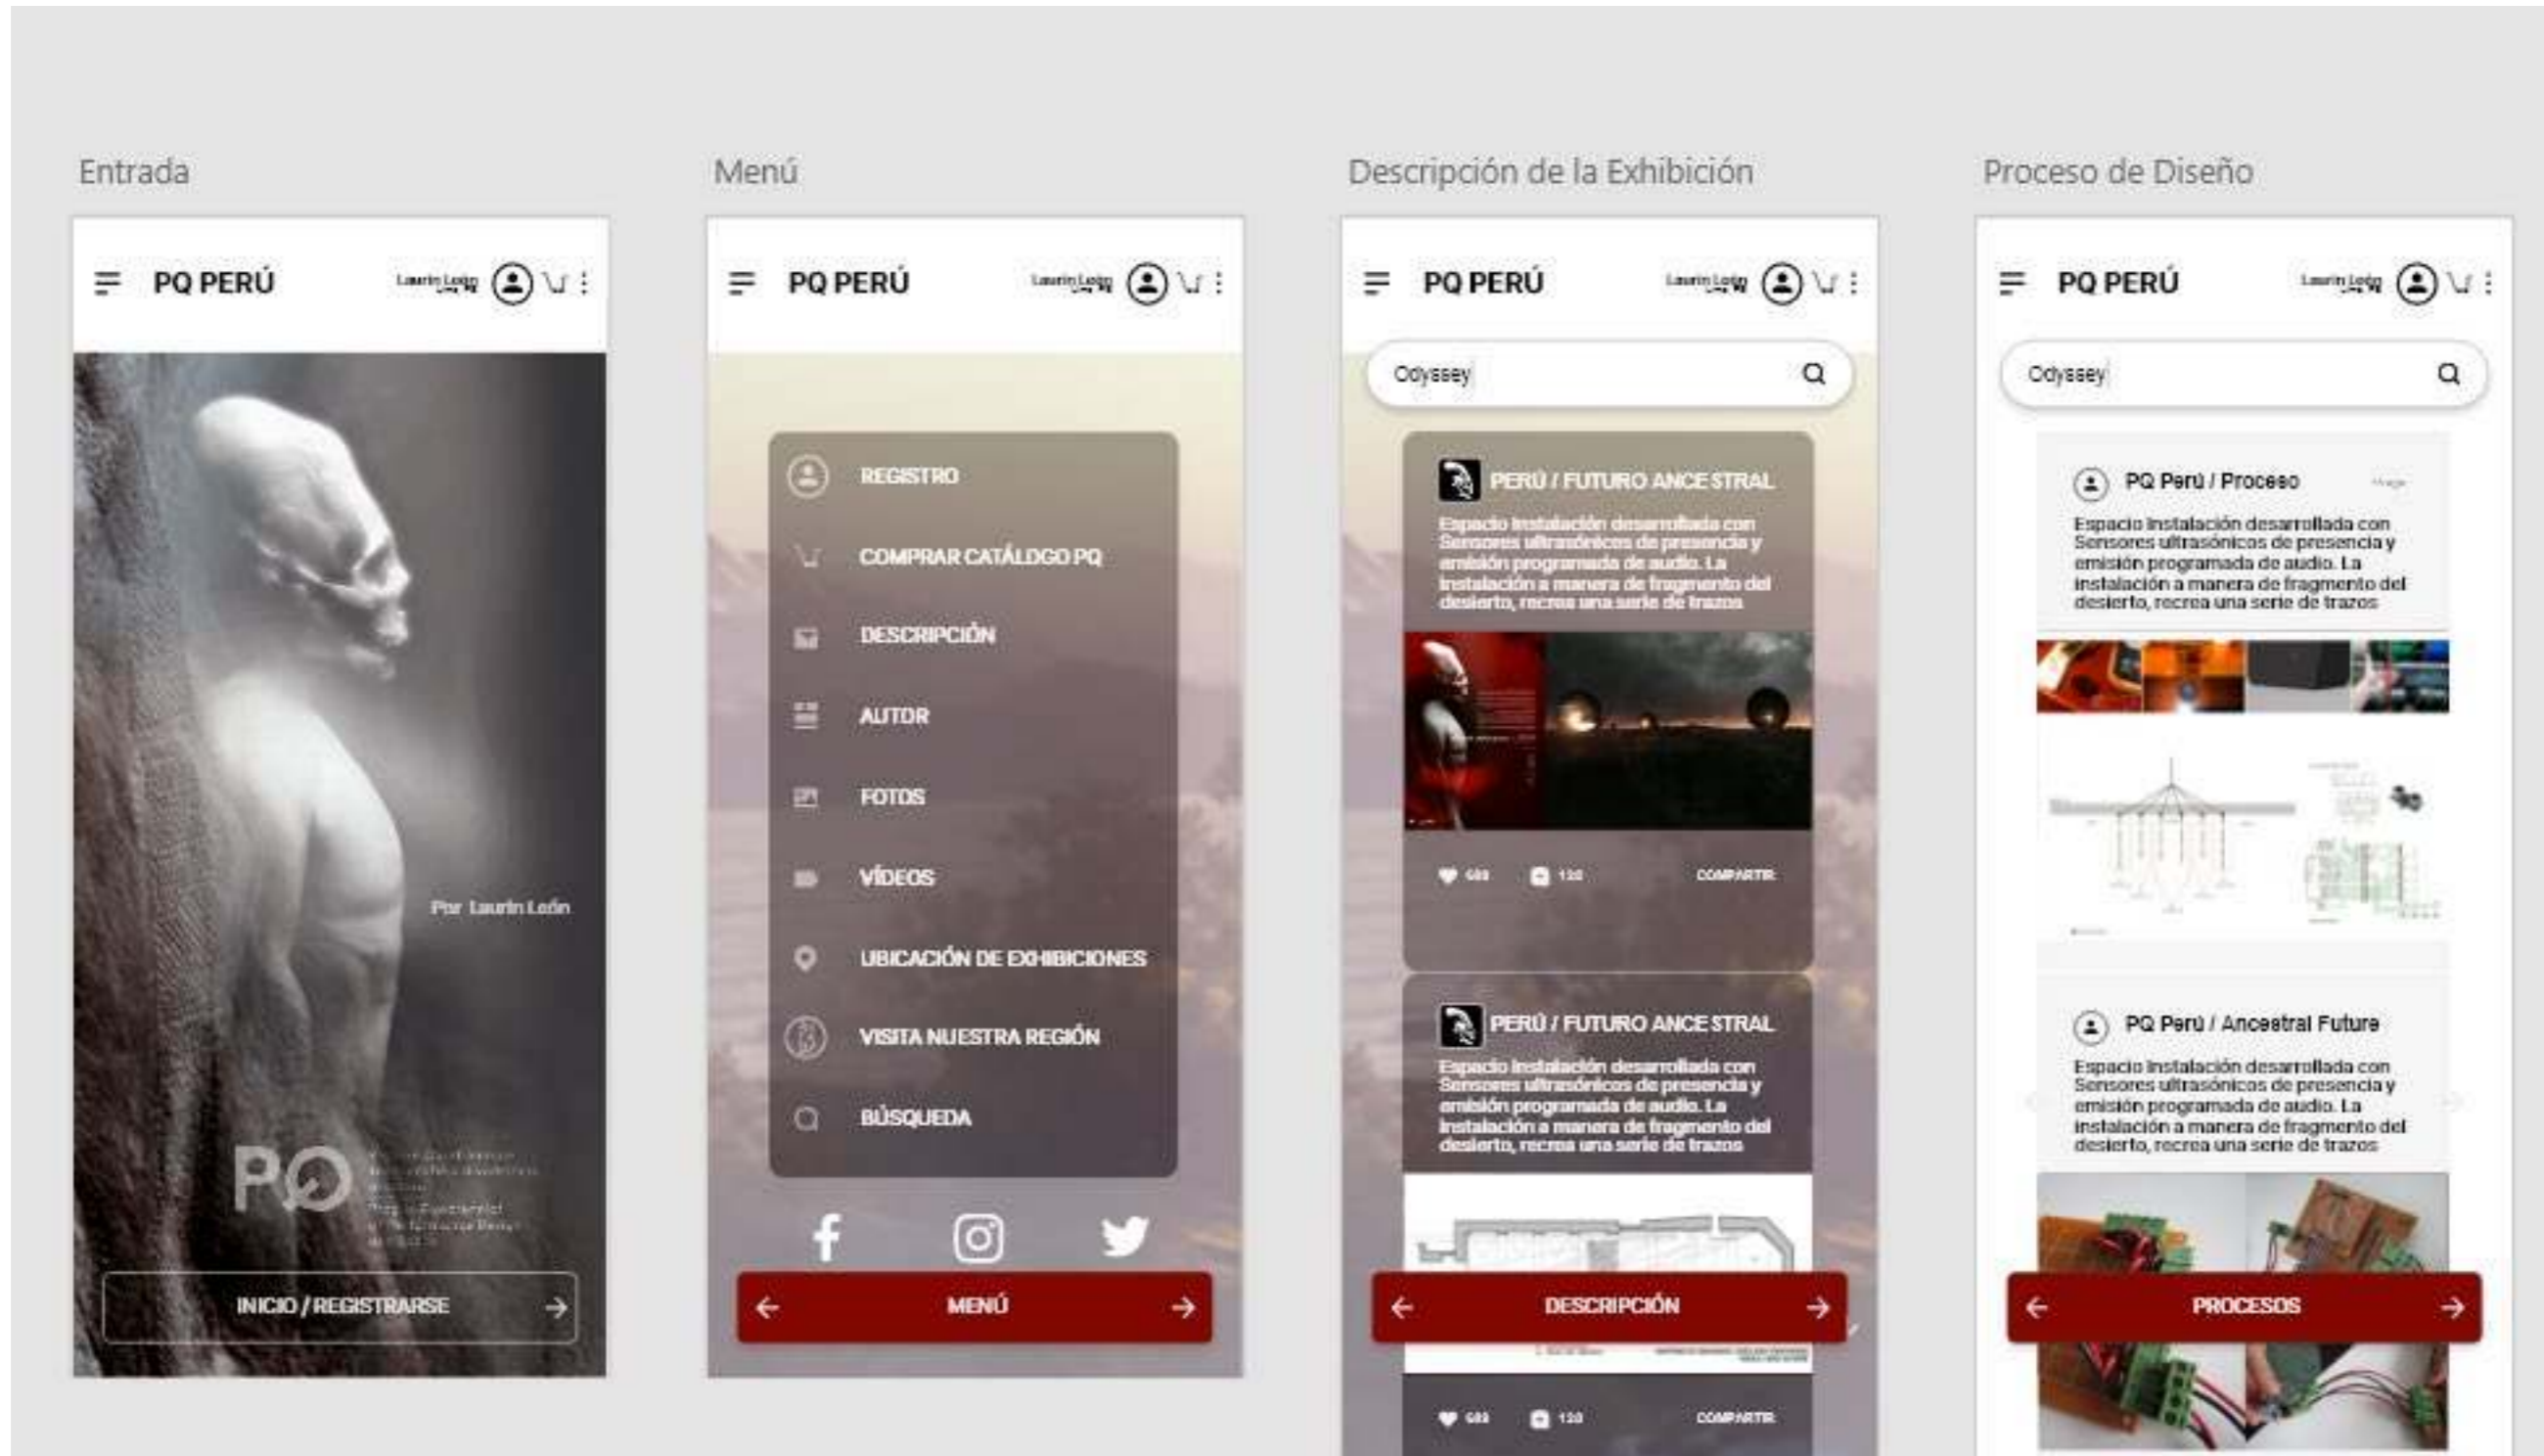 Entrada
PQ PERÚ
Laurin León
Por Laurin León
PQ
INICIO / REGISTRARSE
Menú
PQ PERÚ
Laurin León
REGISTRO
COMPRAR CATÁLOGO PQ
DESCRIPCIÓN
AUTOR
FOTOS
VÍDEOS
UBICACIÓN DE EXHIBICIONES
VISITA NUESTRA REGIÓN
BÚSQUEDA
MENÚ
Descripción de la Exhibición
PQ PERÚ
Laurin León
Odyssey
PERÚ / FUTURO ANCESTRAL
Espacio Instalación desarrollada con
Sensores ultrasónicos de presencia y
emisión programada de audio. La
instalación a manera de fragmento del
desierto, recrea una serie de trazos
COMPARTIR
PERÚ / FUTURO ANCESTRAL
Espacio Instalación desarrollada con
Sensores ultrasónicos de presencia y
emisión programada de audio. La
instalación a manera de fragmento del
desierto, recrea una serie de trazos
DESCRIPCIÓN
COMPARTIR
Proceso de Diseño
PQ PERÚ
Laurin León
Odyssey
PQ Perú / Proceso
Espacio Instalación desarrollada con
Sensores ultrasónicos de presencia y
emisión programada de audio. La
instalación a manera de fragmento del
desierto, recrea una serie de trazos
PQ Perú / Ancestral Future
Espacio Instalación desarrollada con
Sensores ultrasónicos de presencia y
emisión programada de audio. La
instalación a manera de fragmento del
desierto, recrea una serie de trazos
PROCESOS